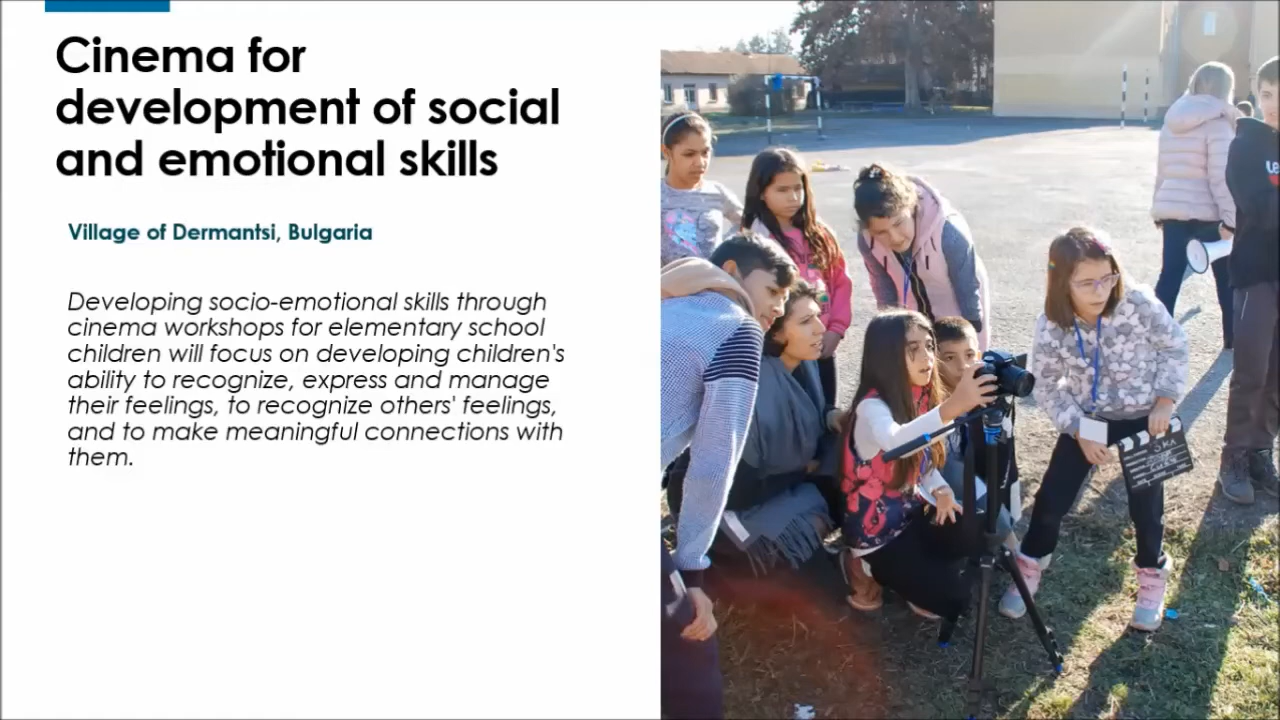 Cinema for
development of social
and emotional skills
Village of Dermantsi, Bulgaria
Developing socio-emotional skills through
cinema workshops for elementary school
children will focus on developing children's
ability to recognize, express and manage
their feelings, to recognize others' feelings,
and to make meaningful connections with
them.